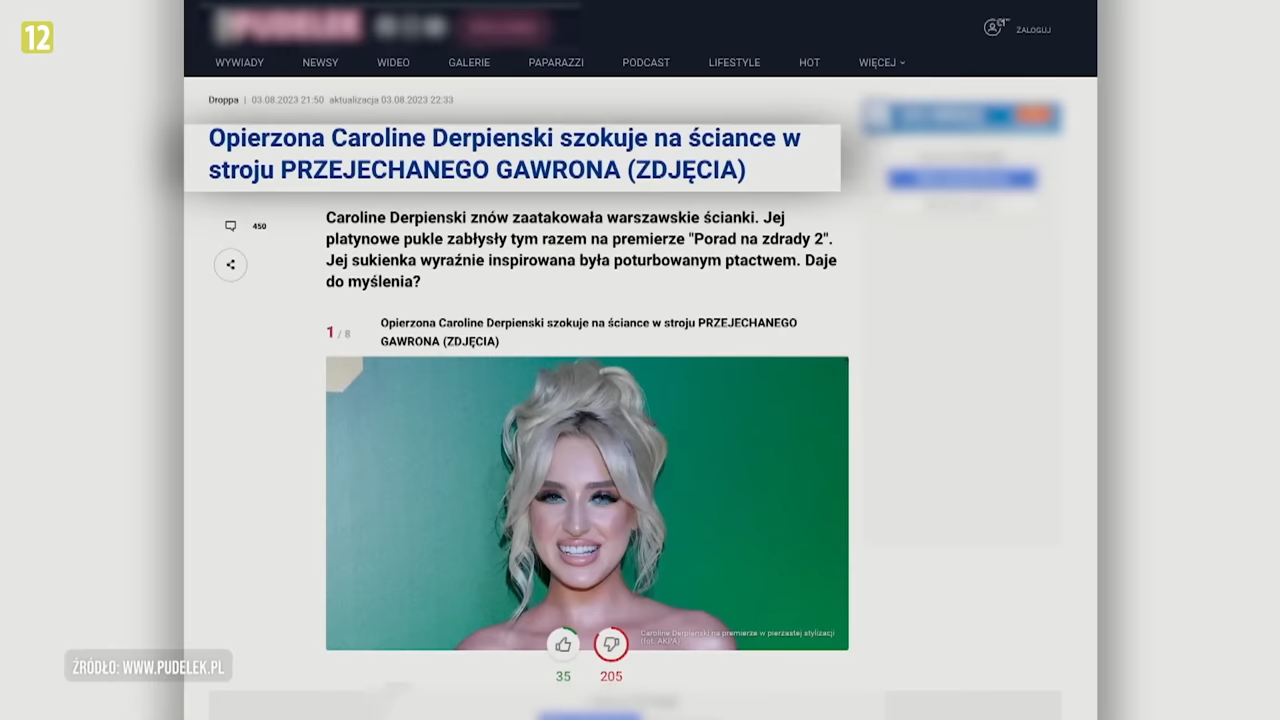 12
PUDELEK
ZALOGUJ
WYWIADY NEWSY WIDEO GALERIE PAPARAZZI PODCAST LIFESTYLE HOT WIĘCEJ
Droppa | 03.08.2023 21:50 aktualizacja 03.08.2023 22:33
Opierzona Caroline Derpienski szokuje na ściance w
stroju PRZEJECHANEGO GAWRONA (ZDJĘCIA)
450
Caroline Derpienski znów zaatakowała warszawskie ścianki. Jej
platynowe pukle zabłysły tym razem na premierze "Porad na zdrady 2".
Jej sukienka wyraźnie inspirowana była poturbowanym ptactwem. Daje
do myślenia?
1 / 8
Opierzona Caroline Derpienski szokuje na ściance w stroju PRZEJECHANEGO
GAWRONA (ZDJĘCIA)
Caroline Derpienski na premierze w pierzastej stylizacji
(fot. AKPA)
35 205
ŹRÓDŁO: WWW.PUDELEK.PL